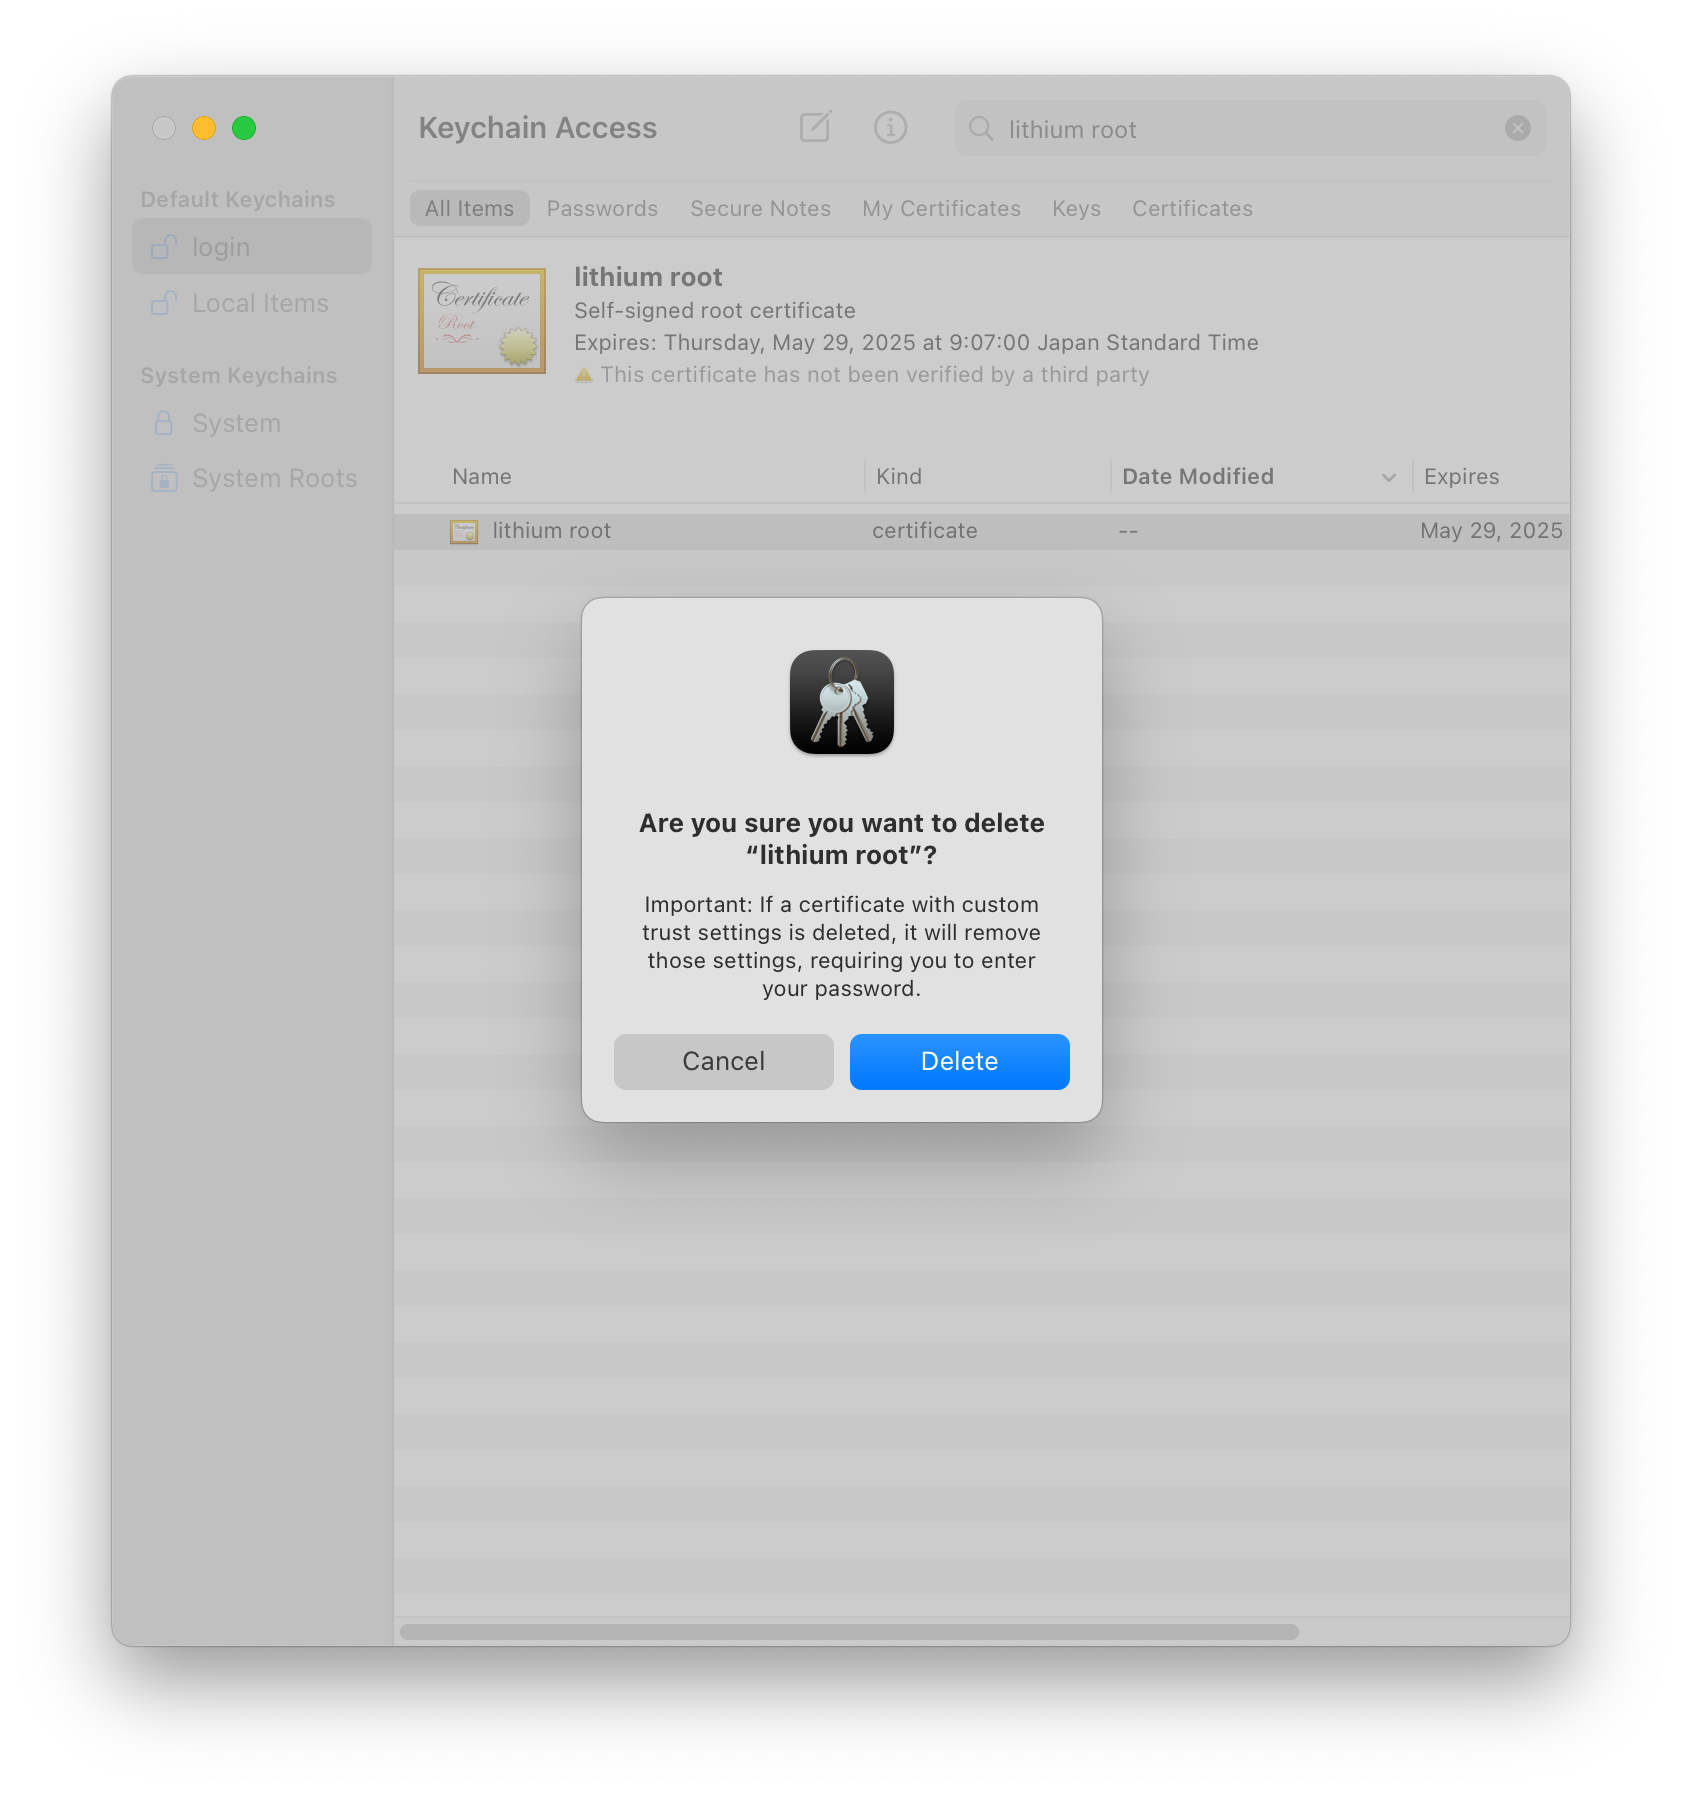 Keychain Access
lithium root
Default Keychains
login
Local Items
System Keychains
System
System Roots
All Items
Passwords
Secure Notes
My Certificates
Keys
Certificates
Certificate
Root
lithium root
Self-signed root certificate
Expires: Thursday, May 29, 2025 at 9:07:00 Japan Standard Time
This certificate has not been verified by a third party
Name
Kind
Date Modified
Expires
lithium root
certificate
--
May 29, 2025
Are you sure you want to delete
“lithium root”?
Important: If a certificate with custom
trust settings is deleted, it will remove
those settings, requiring you to enter
your password.
Cancel
Delete